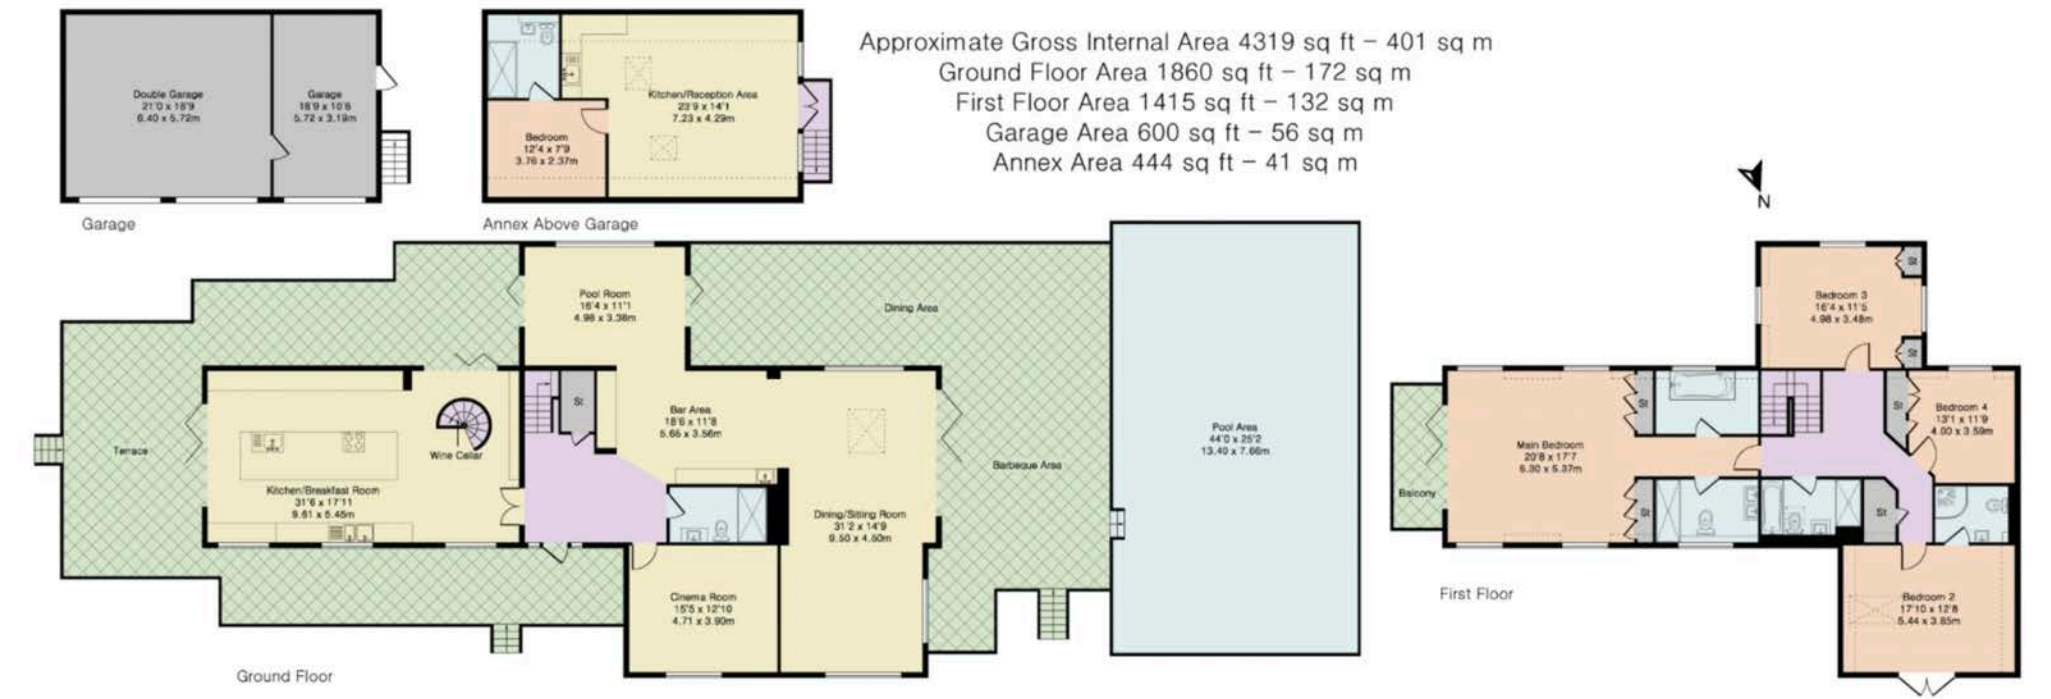 Approximate Gross Internal Area 4319 sq ft – 401 sq m
Ground Floor Area 1860 sq ft – 172 sq m
First Floor Area 1415 sq ft – 132 sq m
Garage Area 600 sq ft – 56 sq m
Annex Area 444 sq ft – 41 sq m
Double Garage
21'0 x 18'9
6.40 x 5.72m
Garage
18'9 x 10'6
5.72 x 3.19m
Garage
Kitchen/Reception Area
23'9 x 14'1
7.23 x 4.29m
Bedroom
12'4 x 7'9
3.76 x 2.37m
Annex Above Garage
N
Pool Room
16'4 x 11'1
4.98 x 3.38m
Dining Area
Terrace
Wine Cellar
Kitchen/Breakfast Room
31'6 x 17'11
9.61 x 5.45m
St
Bar Area
18'6 x 11'8
5.65 x 3.56m
Dining/Sitting Room
31'2 x 14'9
9.50 x 4.50m
Barbeque Area
Pool Area
44'0 x 25'2
13.40 x 7.66m
Cinema Room
15'5 x 12'10
4.71 x 3.90m
Ground Floor
Bedroom 3
16'4 x 11'5
4.98 x 3.48m
St
St
Main Bedroom
20'8 x 17'7
6.30 x 5.37m
St
St
Balcony
St
Bedroom 4
13'1 x 11'9
4.00 x 3.59m
St
Bedroom 2
17'10 x 12'8
5.44 x 3.85m
First Floor